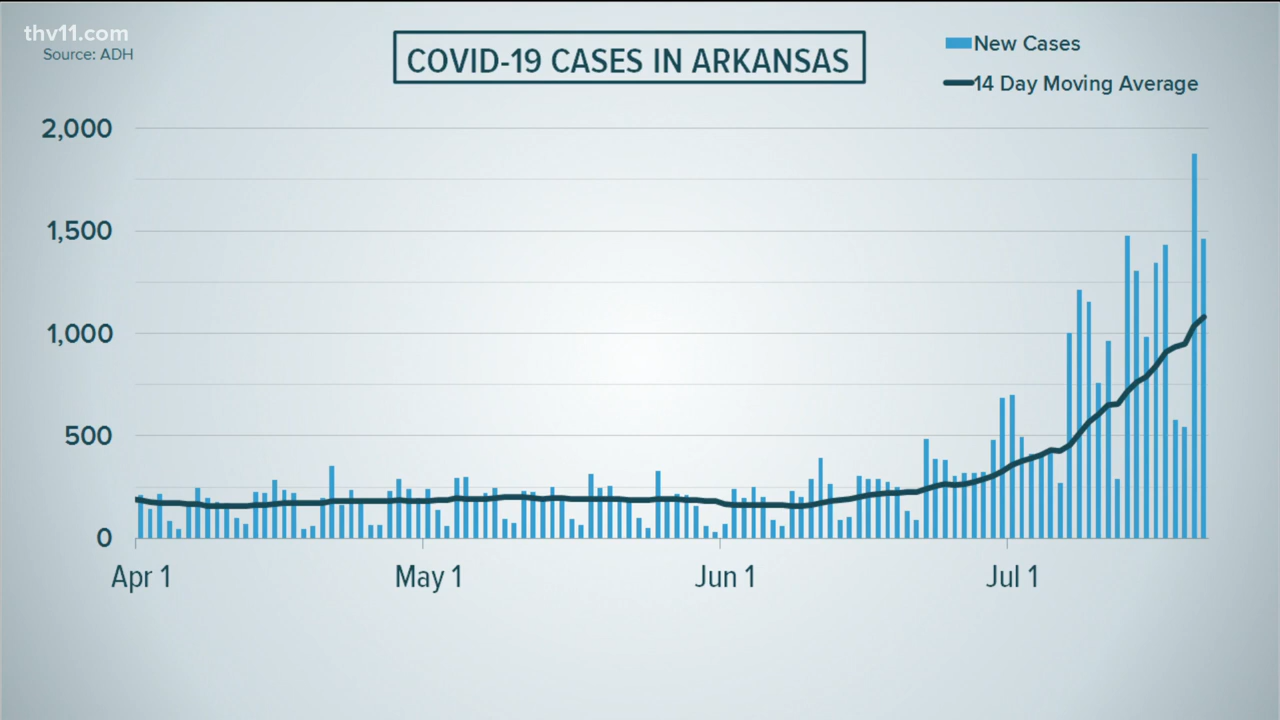 thv11.com
Source: ADH
COVID-19 CASES IN ARKANSAS
New Cases
14 Day Moving Average
2,000
1,500
1,000
500
0
Apr 1
May 1
Jun 1
Jul 1